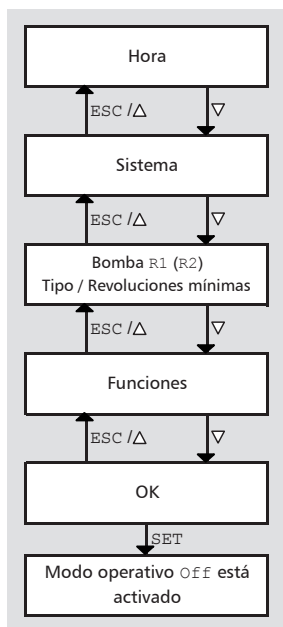 Hora
ESC /△ ▽
Sistema
ESC /△ ▽
Bomba R1 (R2)
Tipo / Revoluciones mínimas
ESC /△ ▽
Funciones
ESC /△ ▽
OK
SET
Modo operativo Off está
activado